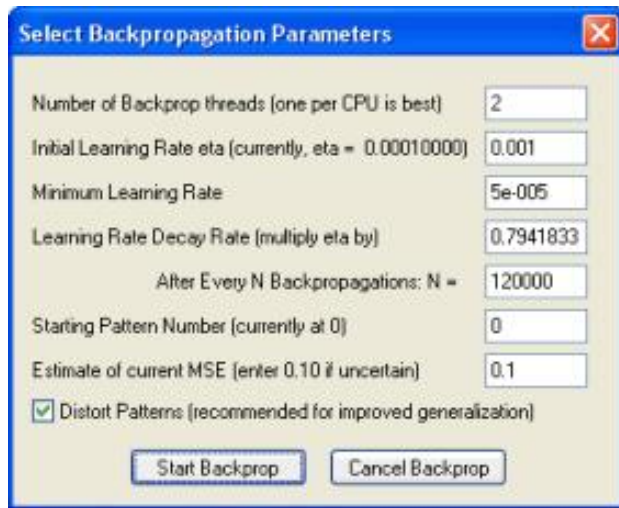 Select Backpropagation Parameters
Number of Backprop threads (one per CPU is best) 2
Initial Learning Rate eta (currently, eta = 0.00010000) 0.001
Minimum Learning Rate 5e-005
Learning Rate Decay Rate (multiply eta by) 0.7941833
After Every N Backpropagations: N = 120000
Starting Pattern Number (currently at 0) 0
Estimate of current MSE (enter 0.10 if uncertain) 0.1
Distort Patterns (recommended for improved generalization)
Start Backprop Cancel Backprop